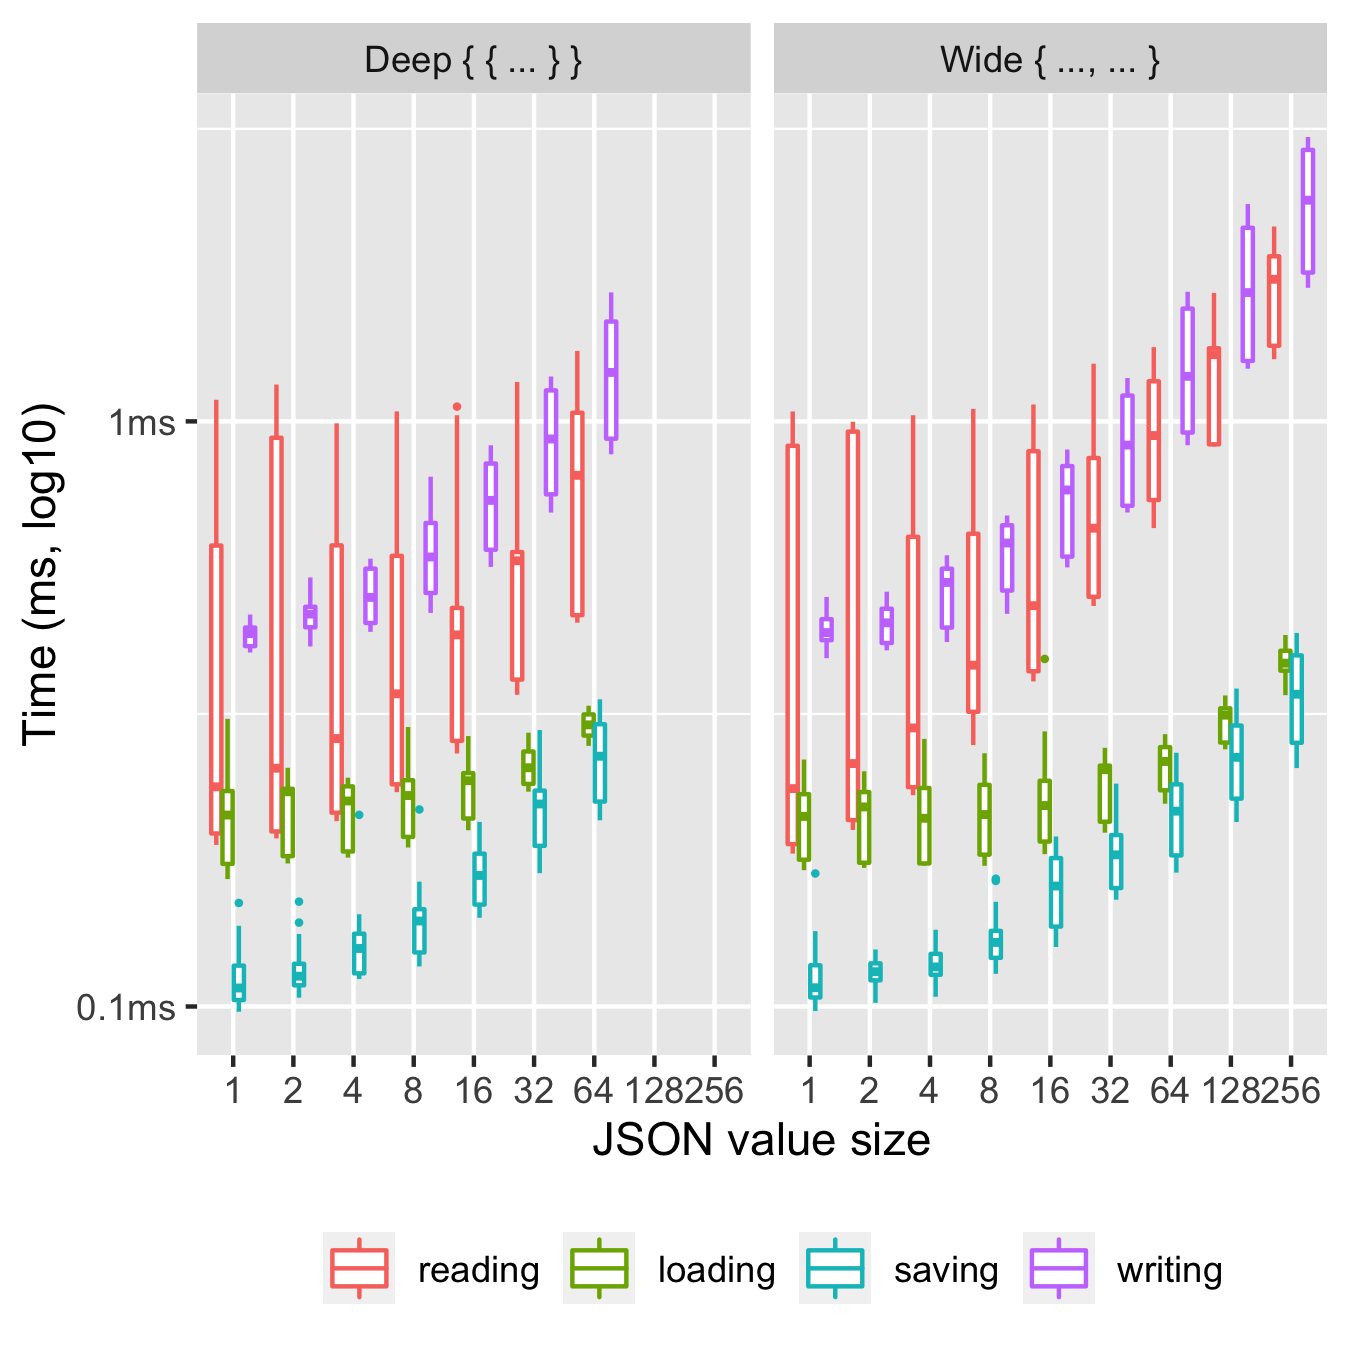 Deep { { ... } }
Wide { ..., ... }
Time (ms, log10)
1ms
0.1ms
1 2 4 8 16 32 64 128 256
1 2 4 8 16 32 64 128 256
JSON value size
reading loading saving writing